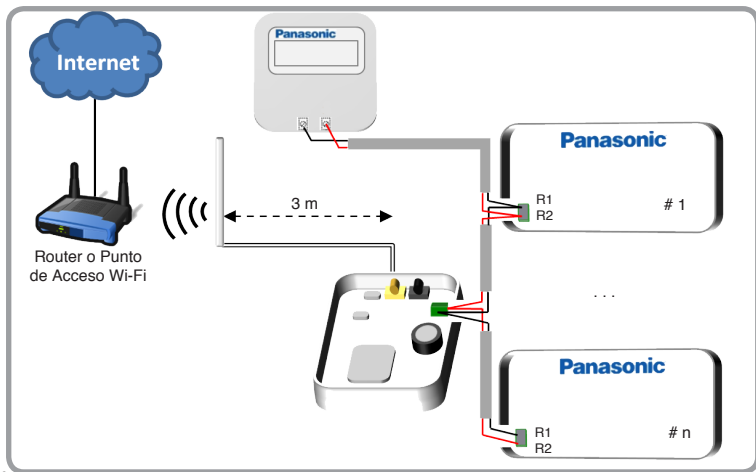 Internet
Panasonic
Panasonic
R1
R2
# 1
3 m
Router o Punto
de Acceso Wi-Fi
. . .
Panasonic
R1
R2
# n